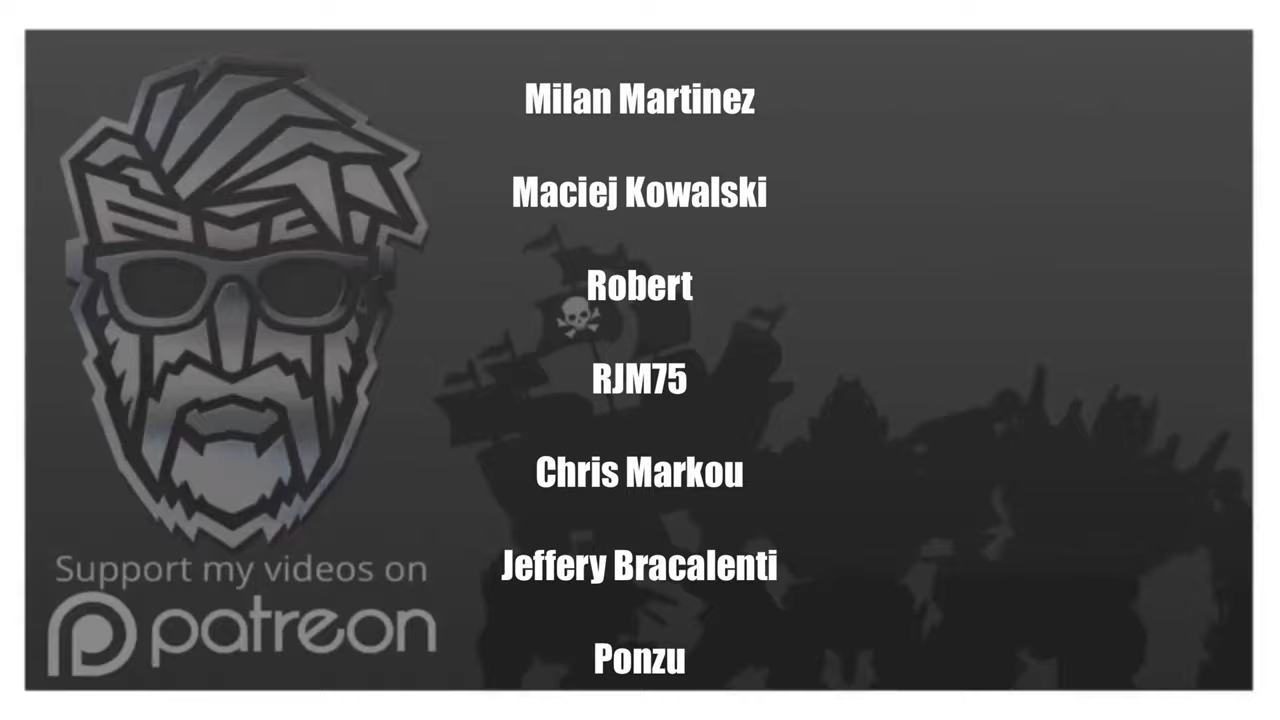 Milan Martinez
Maciej Kowalski
Robert
RJM75
Chris Markou
Jeffery Bracalenti
Ponzu
Support my videos on
patreon